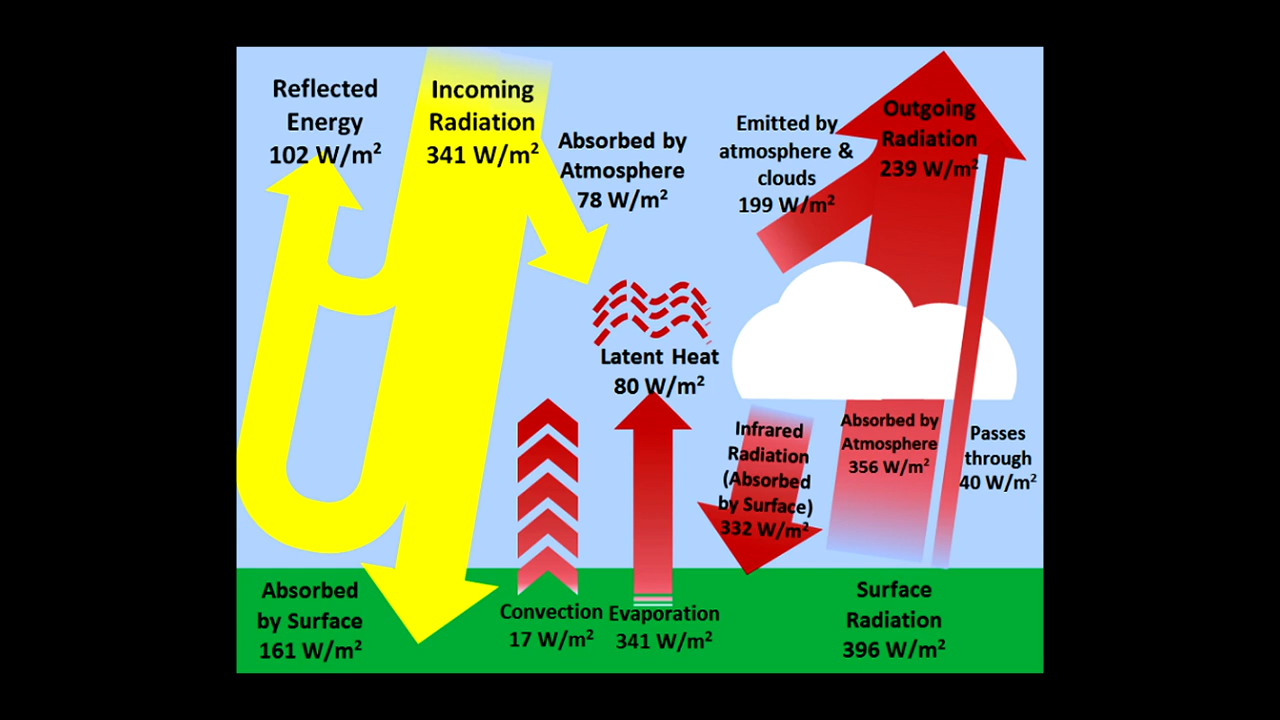 Reflected
Energy
102 W/m²
Incoming
Radiation
341 W/m²
Absorbed by
Atmosphere
78 W/m²
Emitted by
atmosphere &
clouds
199 W/m²
Outgoing
Radiation
239 W/m²
Latent Heat
80 W/m²
Infrared
Radiation
(Absorbed
by Surface)
332 W/m²
Absorbed by
Atmosphere
356 W/m²
Passes
through
40 W/m²
Absorbed
by Surface
161 W/m²
Convection
17 W/m²
Evaporation
341 W/m²
Surface
Radiation
396 W/m²